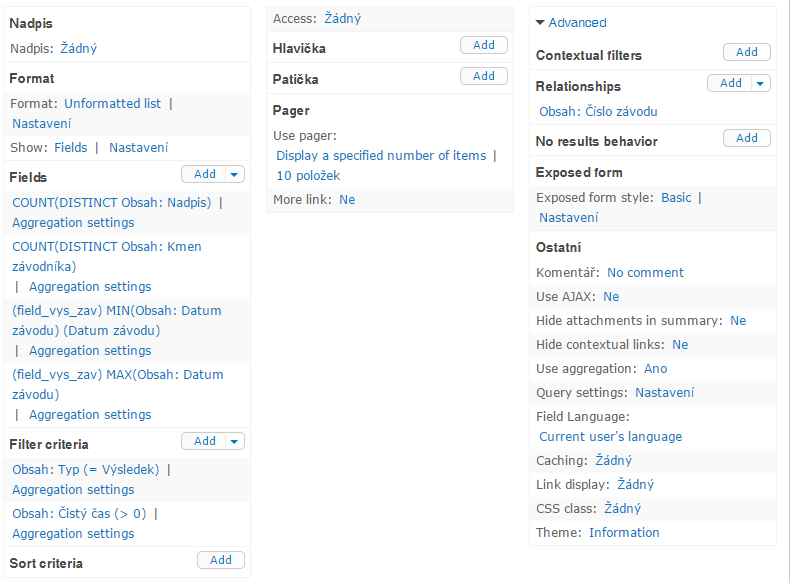 Nadpis
Nadpis: Žádný
Format
Format: Unformatted list |
Nastavení
Show: Fields | Nastavení
Fields Add
COUNT(DISTINCT Obsah: Nadpis) |
Aggregation settings
COUNT(DISTINCT Obsah: Kmen
závodníka)
| Aggregation settings
(field_vys_zav) MIN(Obsah: Datum
závodu) (Datum závodu)
| Aggregation settings
(field_vys_zav) MAX(Obsah: Datum
závodu)
| Aggregation settings
Filter criteria Add
Obsah: Typ (= Výsledek) |
Aggregation settings
Obsah: Čistý čas (> 0) |
Aggregation settings
Sort criteria Add
Access: Žádný
Hlavička Add
Patička Add
Pager
Use pager:
Display a specified number of items |
10 položek
More link: Ne
Advanced
Contextual filters Add
Relationships Add
Obsah: Číslo závodu
No results behavior Add
Exposed form
Exposed form style: Basic |
Nastavení
Ostatní
Komentář: No comment
Use AJAX: Ne
Hide attachments in summary: Ne
Hide contextual links: Ne
Use aggregation: Ano
Query settings: Nastavení
Field Language:
Current user's language
Caching: Žádný
Link display: Žádný
CSS class: Žádný
Theme: Information